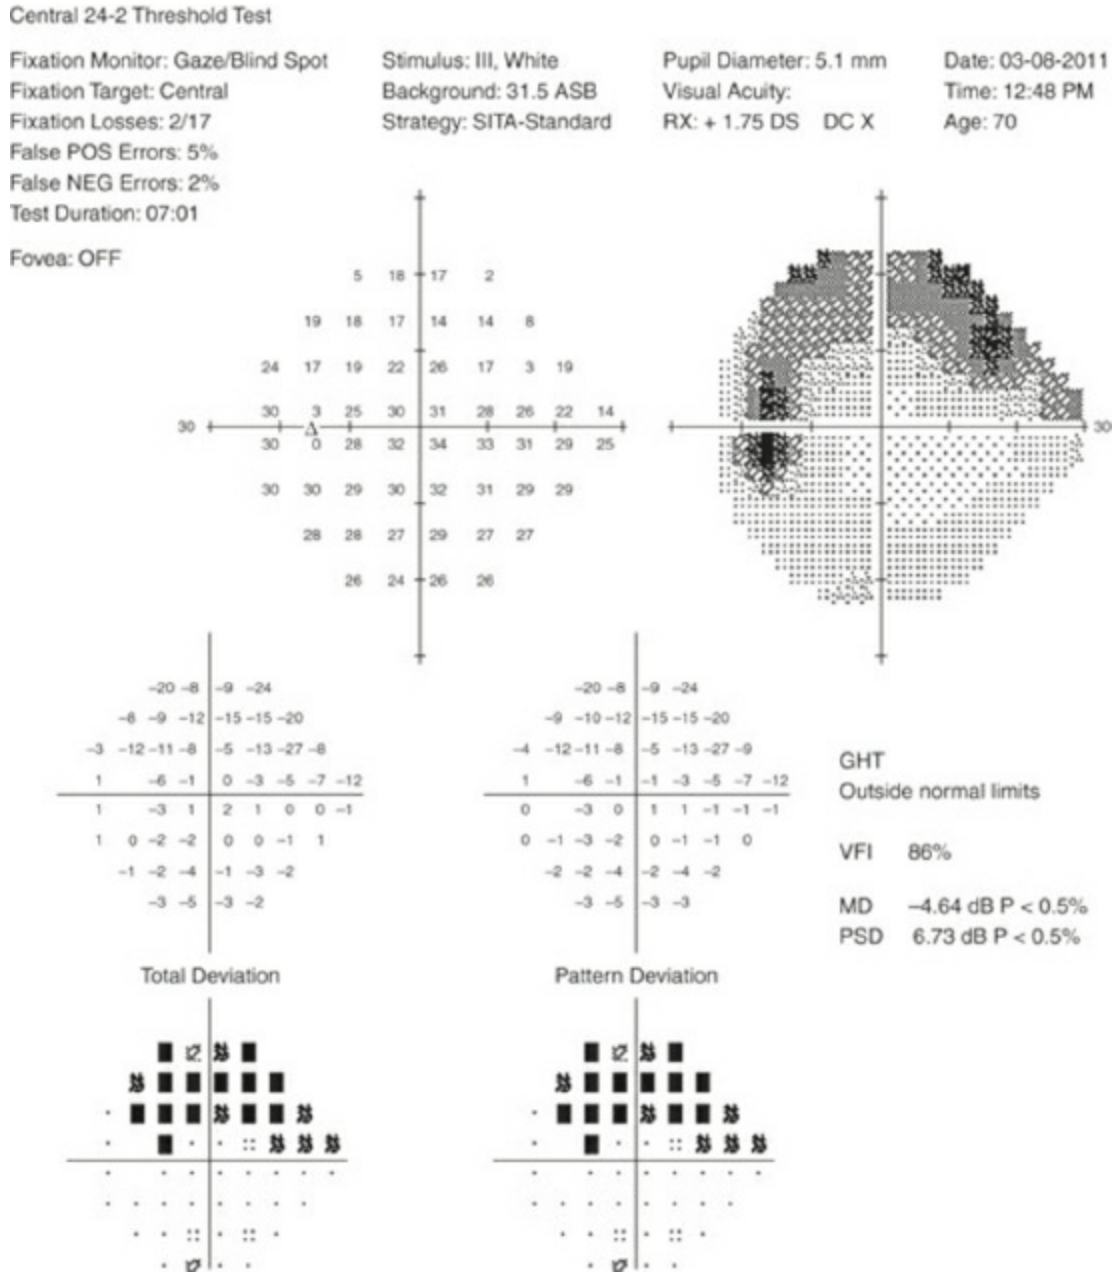 Central 24-2 Threshold Test
Fixation Monitor: Gaze/Blind Spot Stimulus: III, White Pupil Diameter: 5.1 mm Date: 03-08-2011
Fixation Target: Central Background: 31.5 ASB Visual Acuity: Time: 12:48 PM
Fixation Losses: 2/17 Strategy: SITA-Standard RX: + 1.75 DS DC X Age: 70
False POS Errors: 5%
False NEG Errors: 2%
Test Duration: 07:01
Fovea: OFF
5 18 17 2
19 18 17 14 14 8
24 17 19 22 26 17 3 19
30 3 25 30 31 28 26 22 14
30 Δ 30
30 0 28 32 34 33 31 29 25
30 30 29 30 32 31 29 29
28 28 27 29 27 27
26 24 26 26
-20 -8 -9 -24 -20 -8 -9 -24
-8 -9 -12 -15 -15 -20 -9 -10 -12 -15 -15 -20
-3 -12 -11 -8 -5 -13 -27 -8 -4 -12 -11 -8 -5 -13 -27 -9
1 -6 -1 0 -3 -5 -7 -12 1 -6 -1 -1 -3 -5 -7 -12
1 -3 1 2 1 0 0 -1 0 -3 0 1 1 -1 -1 -1
1 0 -2 -2 0 0 -1 1 0 -1 -3 -2 0 -1 -1 0
-1 -2 -4 -1 -3 -2 -2 -2 -4 -2 -4 -2
-3 -5 -3 -2 -3 -5 -3 -3
GHT
Outside normal limits
VFI 86%
MD -4.64 dB P < 0.5%
PSD 6.73 dB P < 0.5%
Total Deviation Pattern Deviation